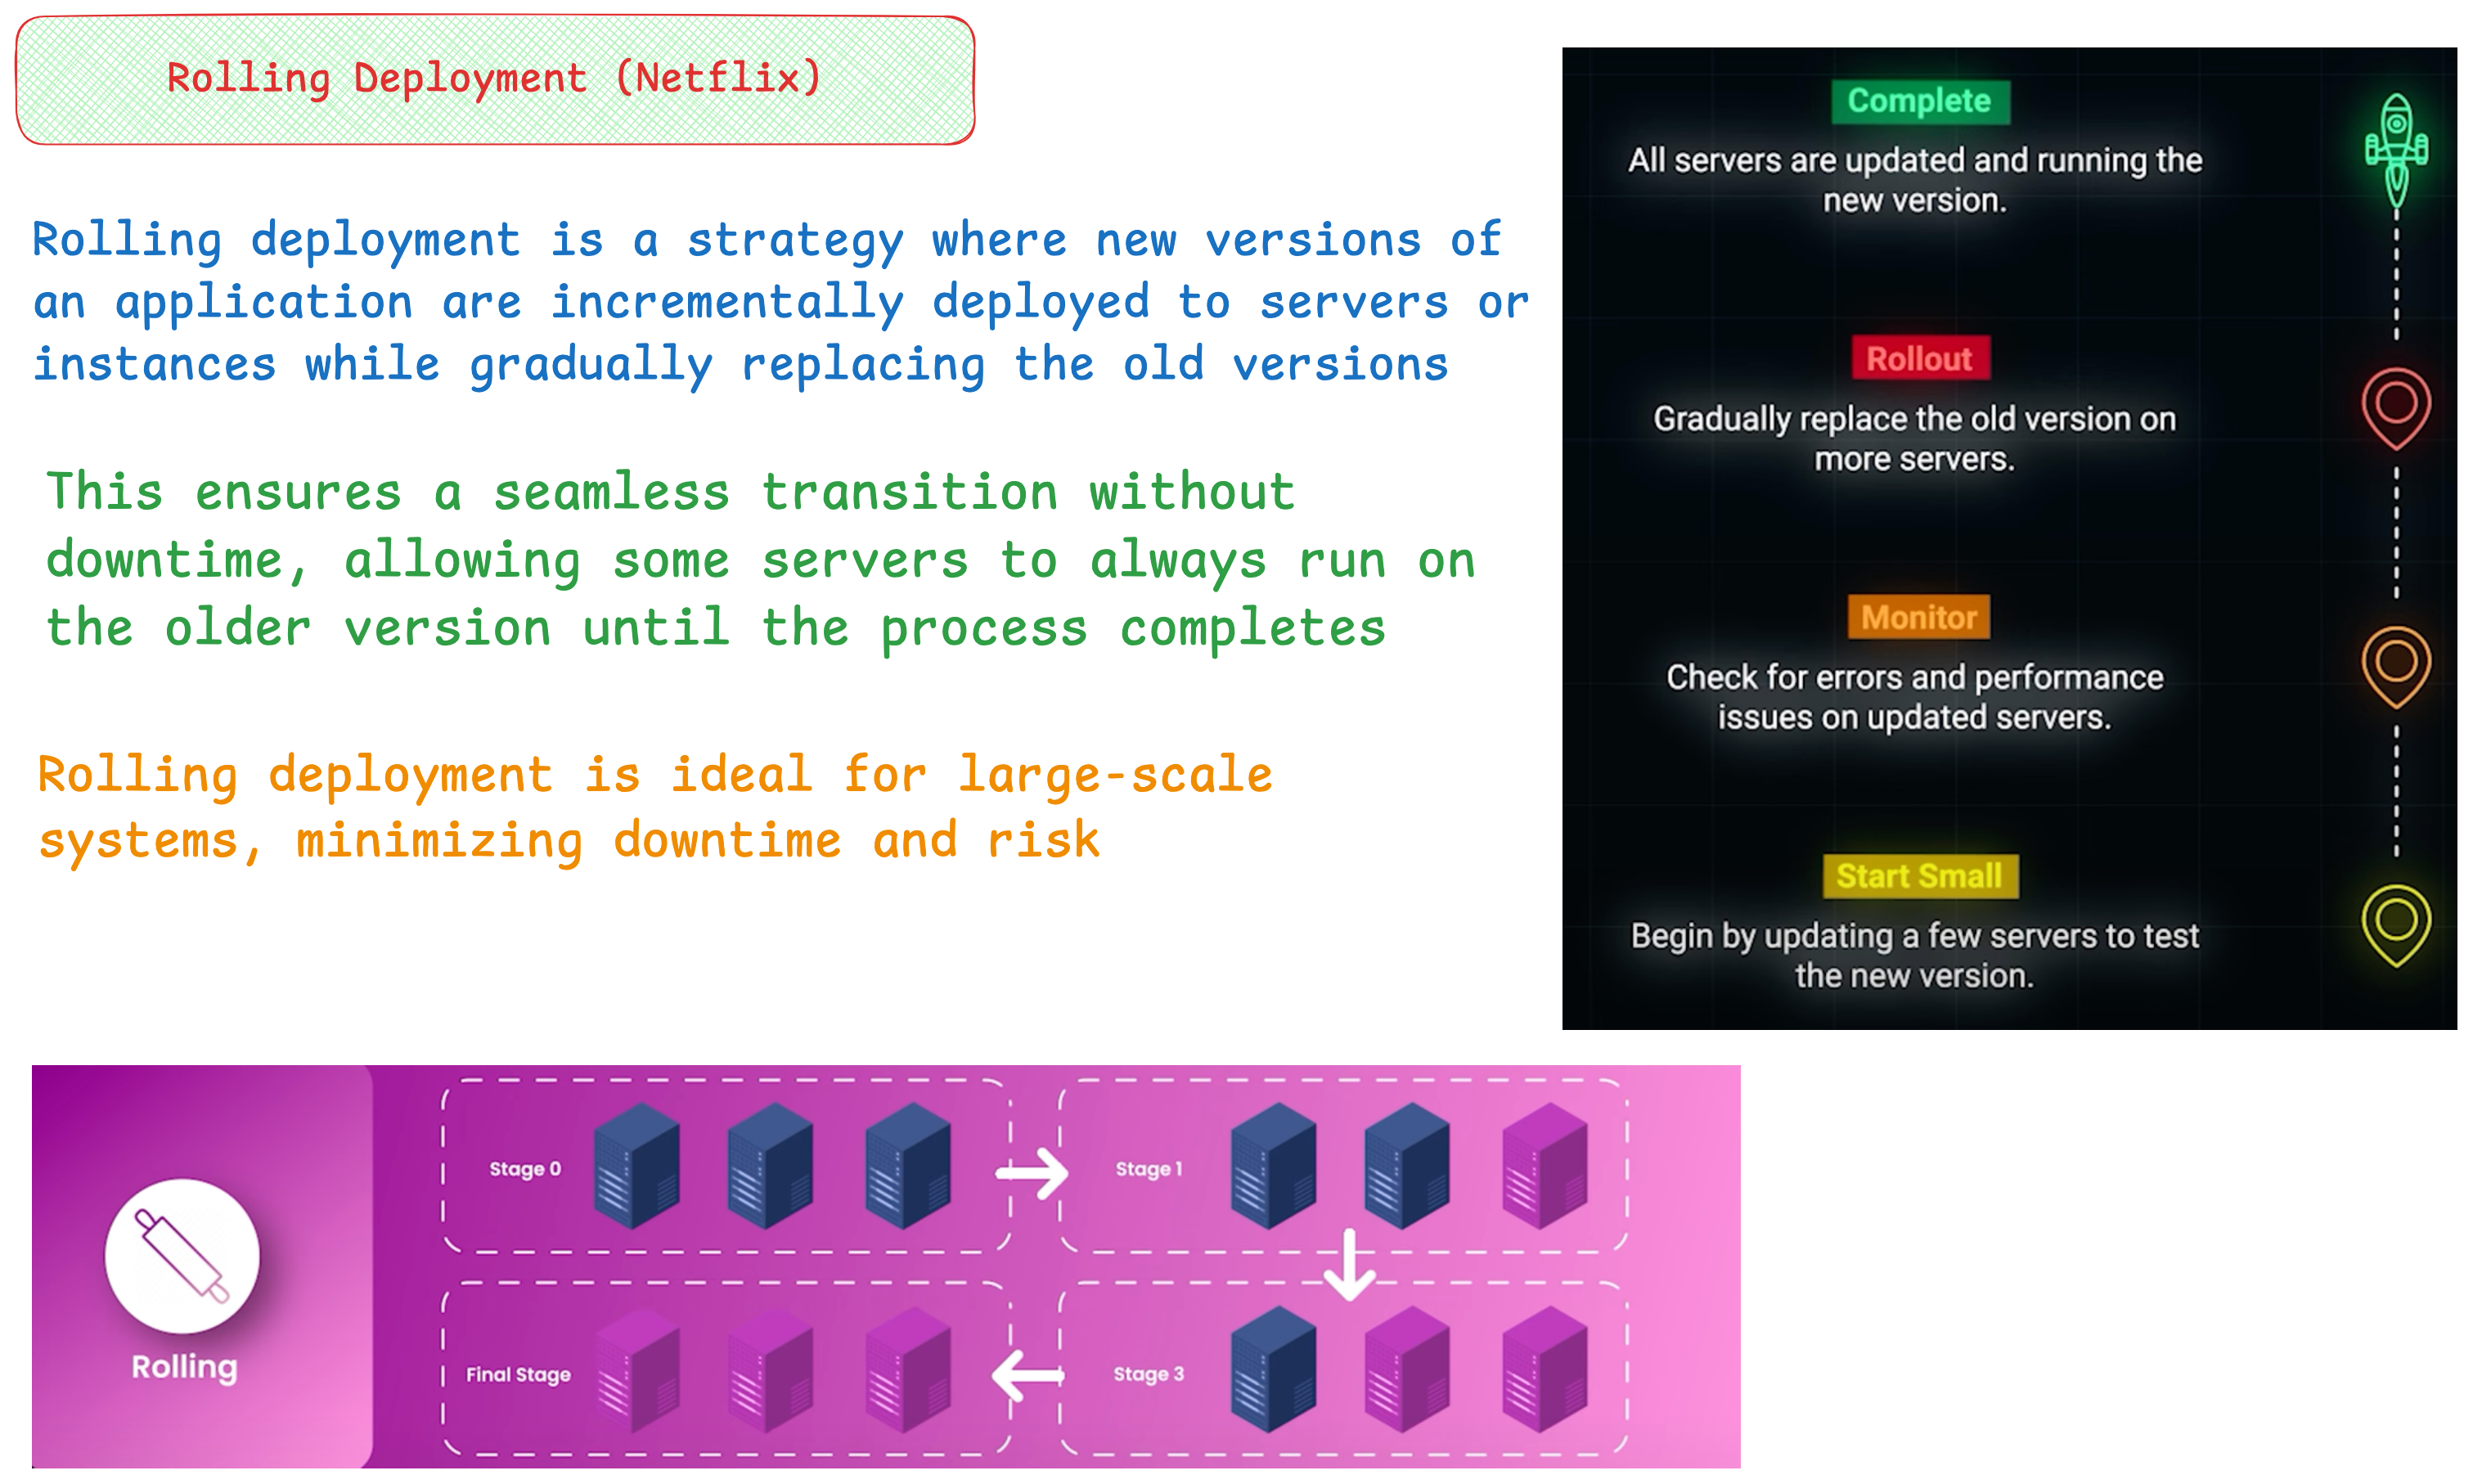 Rolling Deployment (Netflix)
Rolling deployment is a strategy where new versions of
an application are incrementally deployed to servers or
instances while gradually replacing the old versions
This ensures a seamless transition without
downtime, allowing some servers to always run on
the older version until the process completes
Rolling deployment is ideal for large-scale
systems, minimizing downtime and risk
Complete
All servers are updated and running the
new version.
Rollout
Gradually replace the old version on
more servers.
Monitor
Check for errors and performance
issues on updated servers.
Start Small
Begin by updating a few servers to test
the new version.
Rolling
Stage 0
Stage 1
Final Stage
Stage 3